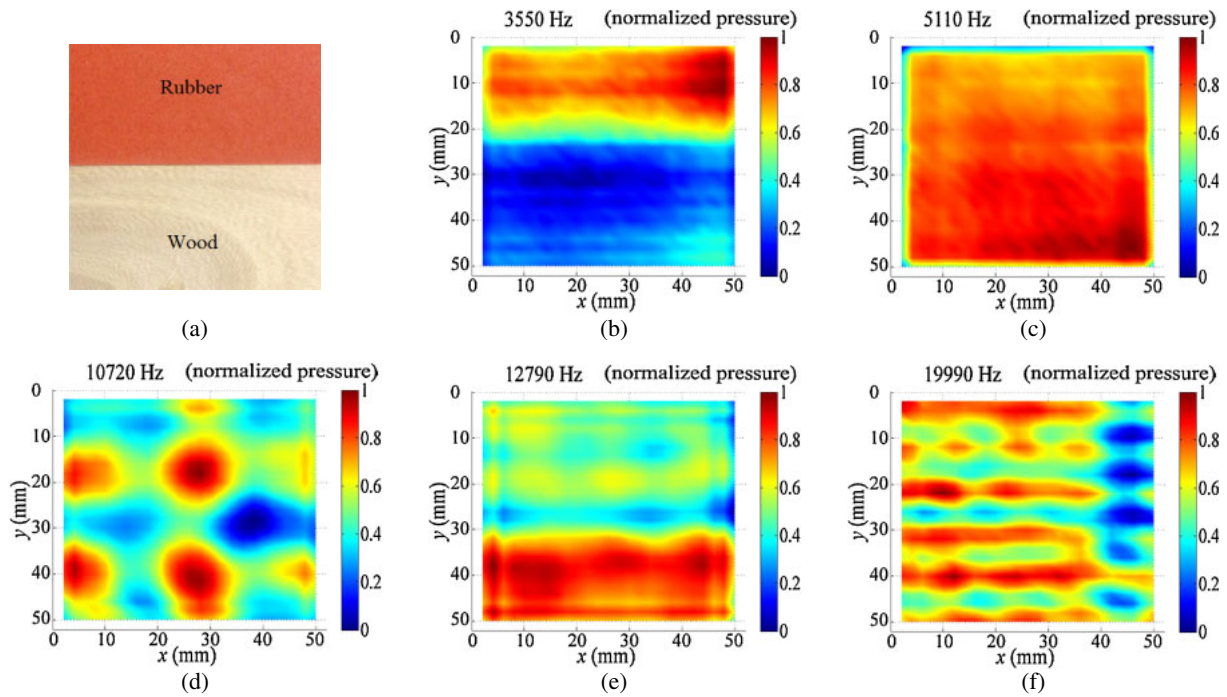 Rubber
Wood
(a)
3550 Hz (normalized pressure)
0
10
20
30
40
50
y (mm)
0 10 20 30 40 50
x (mm)
1
0.8
0.6
0.4
0.2
0
(b)
5110 Hz (normalized pressure)
0
10
20
30
40
50
y (mm)
0 10 20 30 40 50
x (mm)
1
0.8
0.6
0.4
0.2
0
(c)
10720 Hz (normalized pressure)
0
10
20
30
40
50
y (mm)
0 10 20 30 40 50
x (mm)
1
0.8
0.6
0.4
0.2
0
(d)
12790 Hz (normalized pressure)
0
10
20
30
40
50
y (mm)
0 10 20 30 40 50
x (mm)
1
0.8
0.6
0.4
0.2
0
(e)
19990 Hz (normalized pressure)
0
10
20
30
40
50
y (mm)
0 10 20 30 40 50
x (mm)
1
0.8
0.6
0.4
0.2
0
(f)